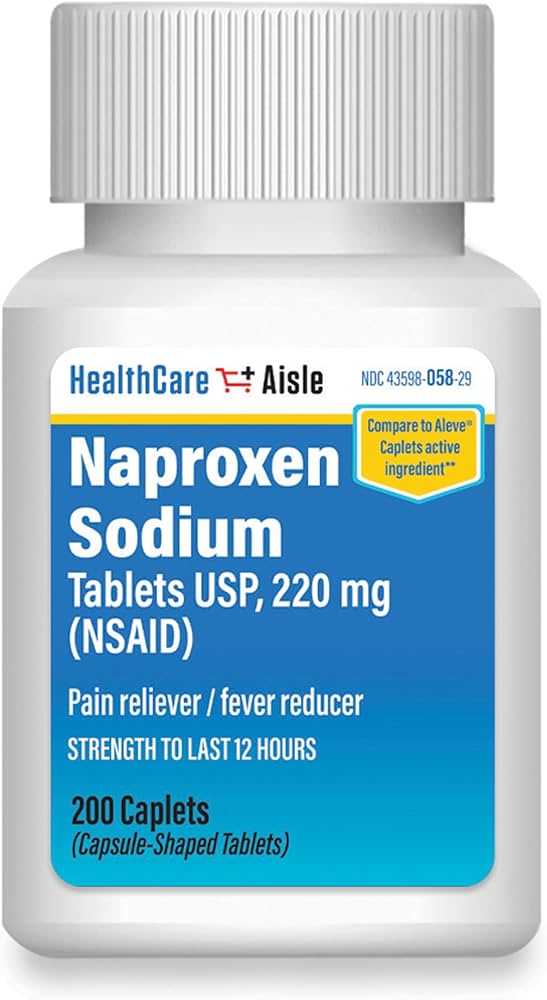 HealthCare + Aisle NDC 43598-058-29
Compare to Aleve®
Caplets active
ingredient**
Naproxen
Sodium
Tablets USP, 220 mg
(NSAID)
Pain reliever / fever reducer
STRENGTH TO LAST 12 HOURS
200 Caplets
(Capsule-Shaped Tablets)